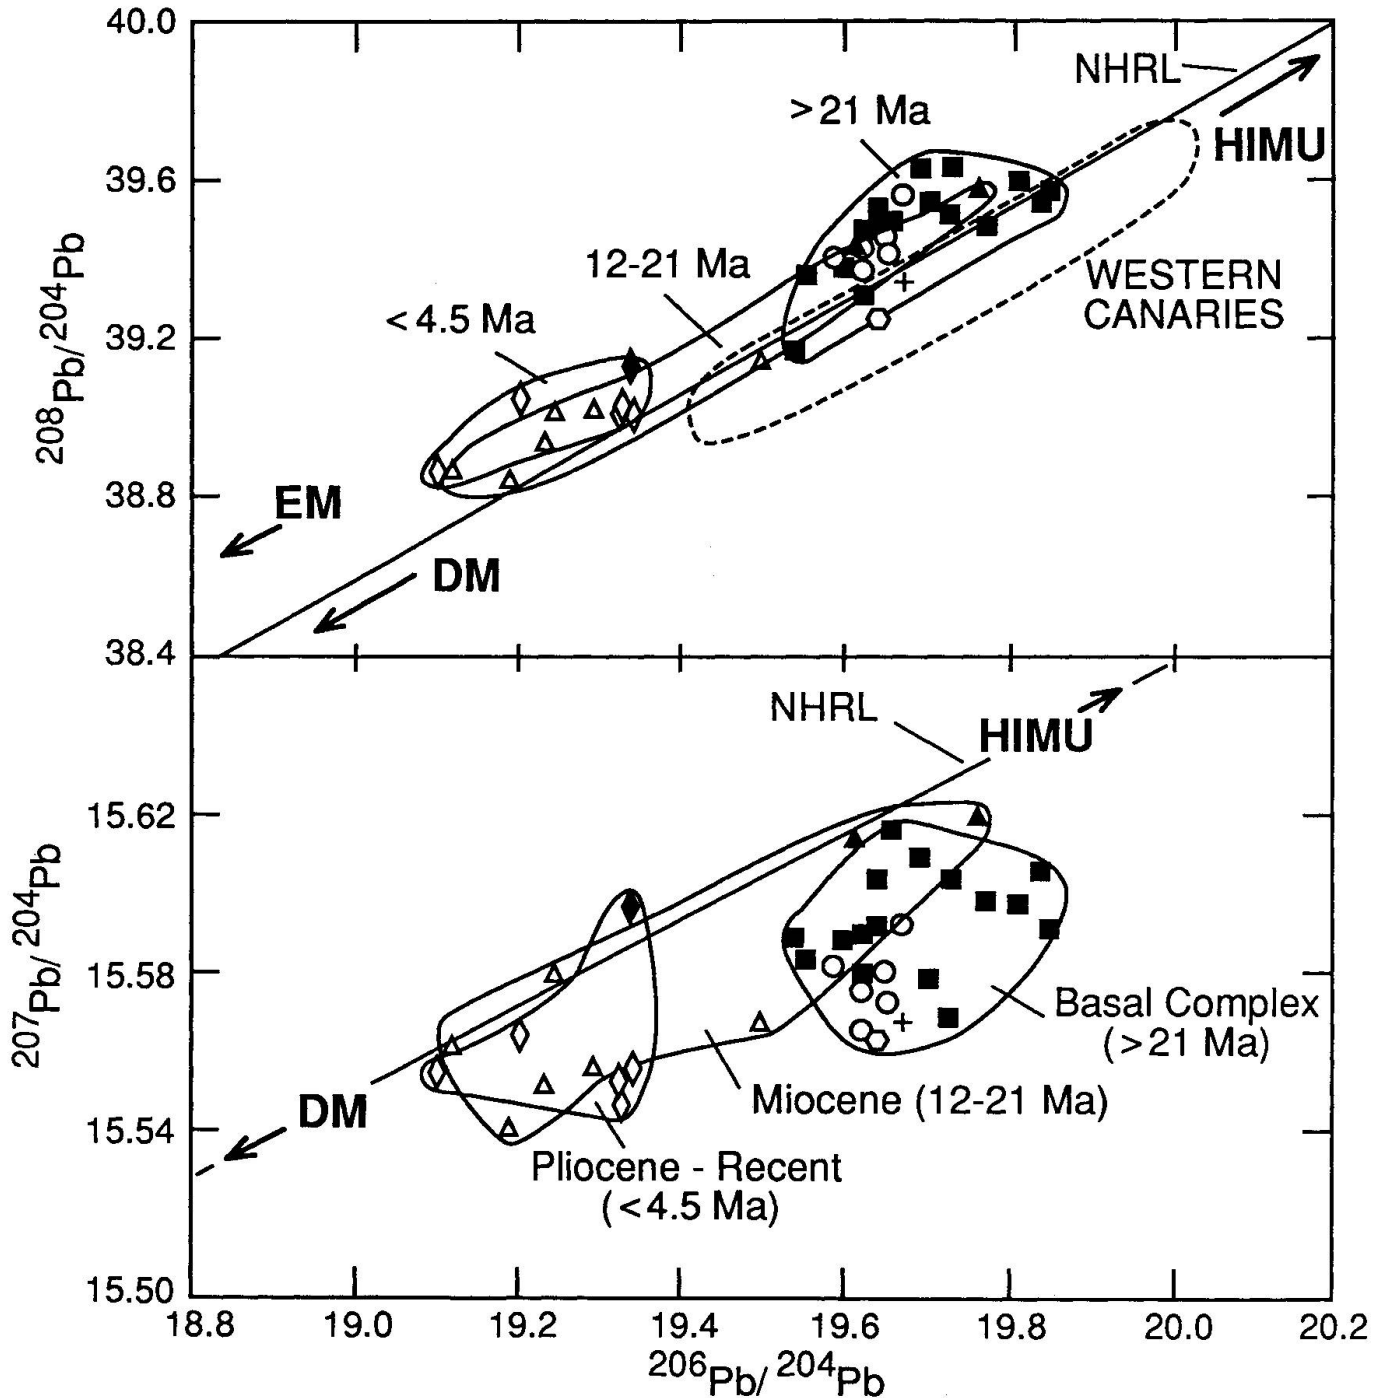 40.0
39.6
39.2
38.8
38.4
208Pb/204Pb
NHRL
HIMU
>21 Ma
12-21 Ma
<4.5 Ma
WESTERN
CANARIES
EM
DM
NHRL
HIMU
15.62
15.58
15.54
15.50
207Pb/204Pb
Basal Complex
(>21 Ma)
Miocene (12-21 Ma)
DM
Pliocene - Recent
(<4.5 Ma)
18.8 19.0 19.2 19.4 19.6 19.8 20.0 20.2
206Pb/204Pb